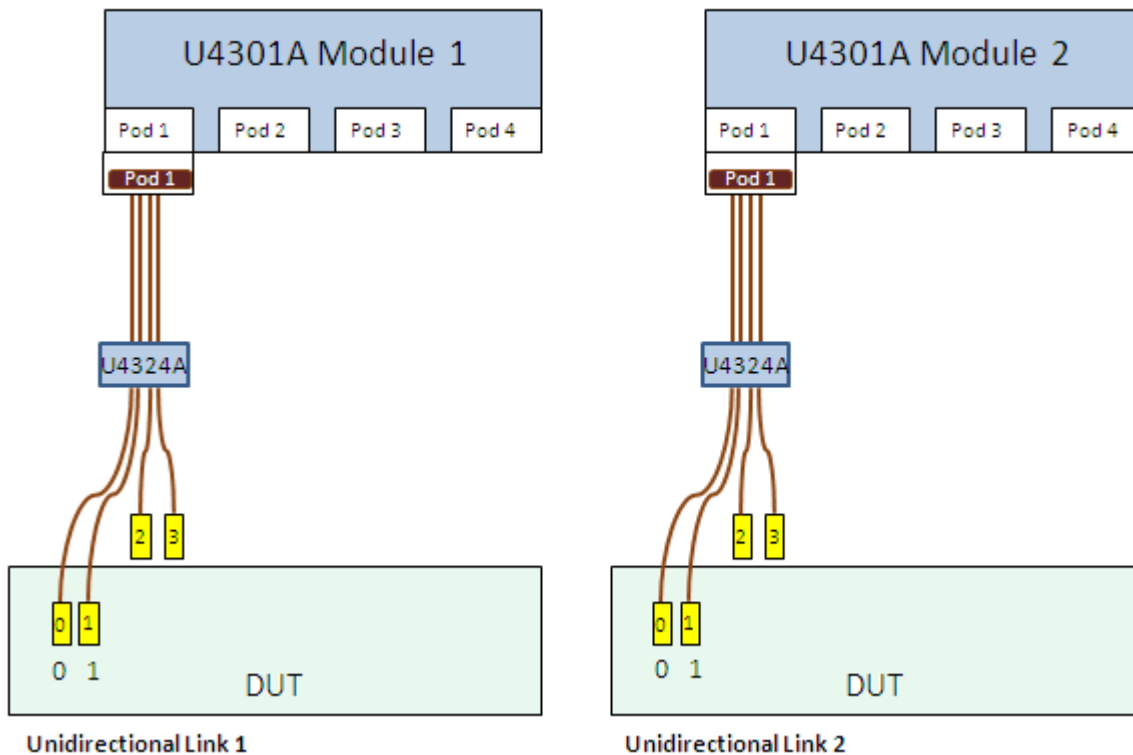 U4301A Module 1
Pod 1 Pod 2 Pod 3 Pod 4
Pod 1
U4324A
2 3
0 1
0 1
DUT
Unidirectional Link 1
U4301A Module 2
Pod 1 Pod 2 Pod 3 Pod 4
Pod 1
U4324A
2 3
0 1
0 1
DUT
Unidirectional Link 2